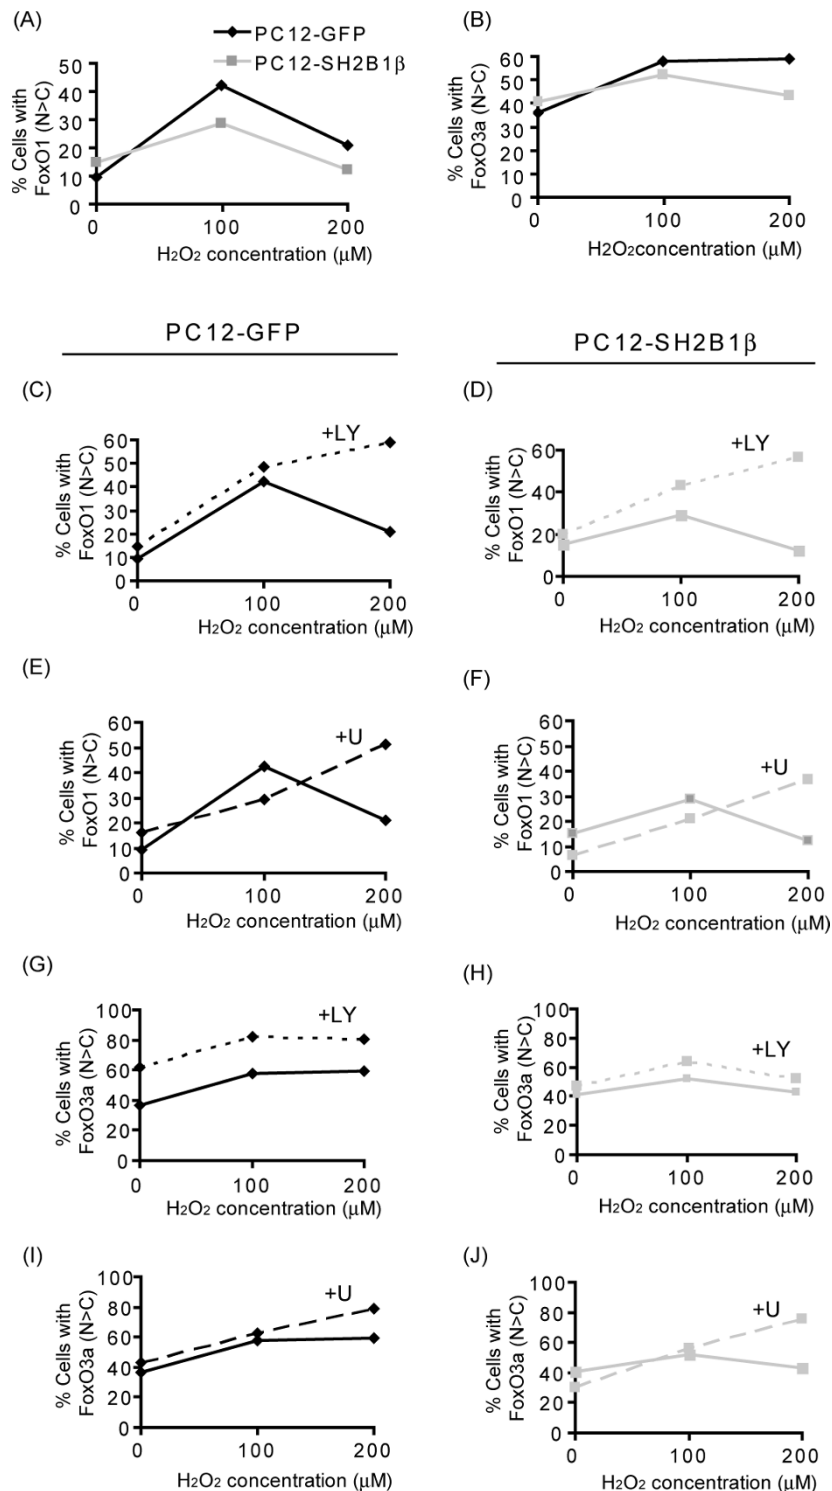 (A)
PC12-GFP
PC12-SH2B1β
% Cells with
FoxO1 (N>C)
50
40
30
20
10
0
0 100 200
H2O2 concentration (μM)
(B)
% Cells with
FoxO3a (N>C)
60
50
40
30
20
10
0
0 100 200
H2O2concentration (μM)
PC12-GFP
PC12-SH2B1β
(C)
+LY
% Cells with
FoxO1 (N>C)
60
50
40
30
20
10
0
0 100 200
H2O2 concentration (μM)
(D)
+LY
% Cells with
FoxO1 (N>C)
60
40
20
0
0 100 200
H2O2 concentration (μM)
(E)
+U
% Cells with
FoxO1 (N>C)
60
50
40
30
20
10
0
0 100 200
H2O2 concentration (μM)
(F)
+U
% Cells with
FoxO1 (N>C)
60
50
40
30
20
10
0
0 100 200
H2O2 concentration (μM)
(G)
+LY
% Cells with
FoxO3a (N>C)
100
80
60
40
20
0
0 100 200
H2O2 concentration (μM)
(H)
+LY
% Cells with
FoxO3a (N>C)
100
80
60
40
20
0
0 100 200
H2O2 concentration (μM)
(I)
+U
% Cells with
FoxO3a (N>C)
100
80
60
40
20
0
0 100 200
H2O2 concentration (μM)
(J)
+U
% Cells with
FoxO3a (N>C)
100
80
60
40
20
0
0 100 200
H2O2 concentration (μM)